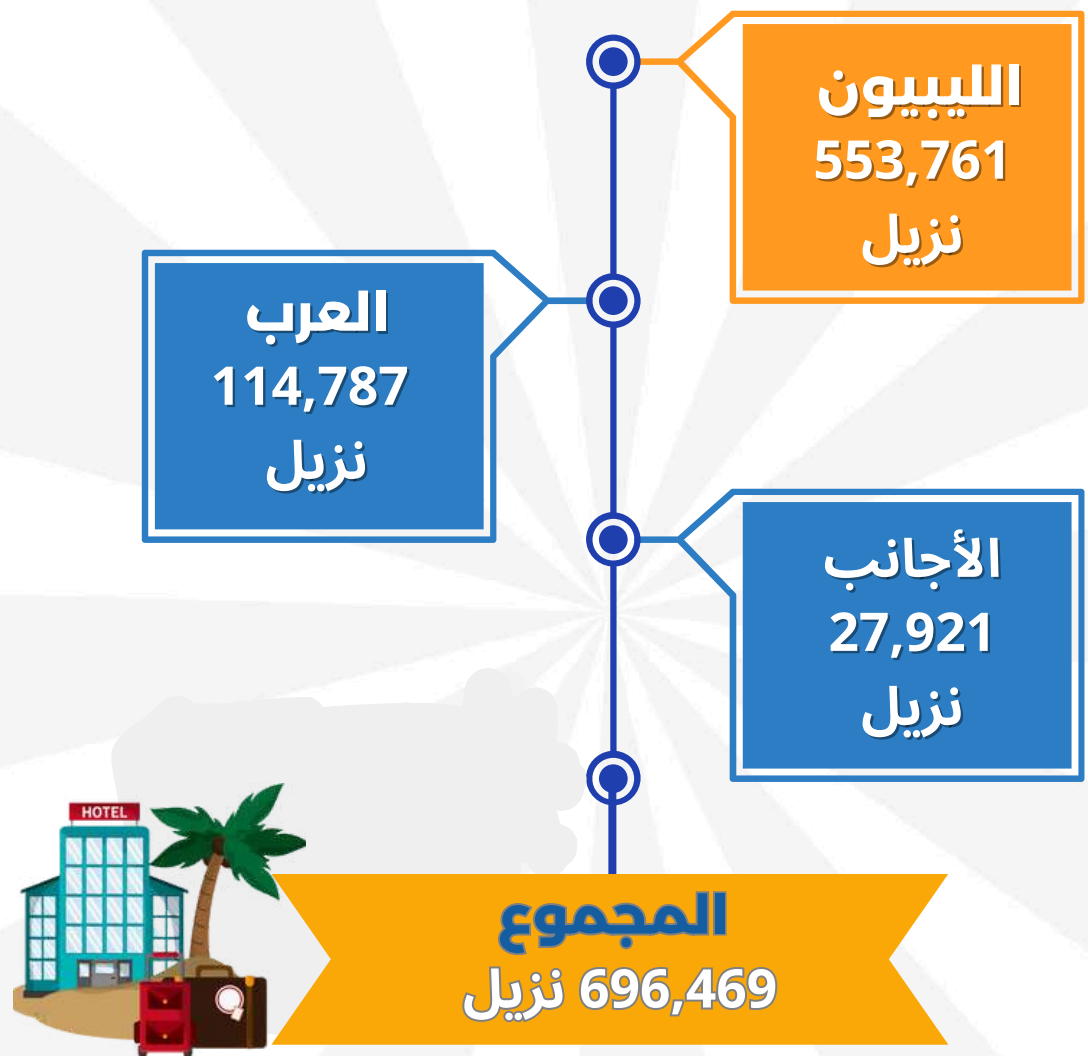 الليبيون
553,761
نزيل
العرب
114,787
نزيل
الأجانب
27,921
نزيل
HOTEL
المجموع
696,469 نزيل